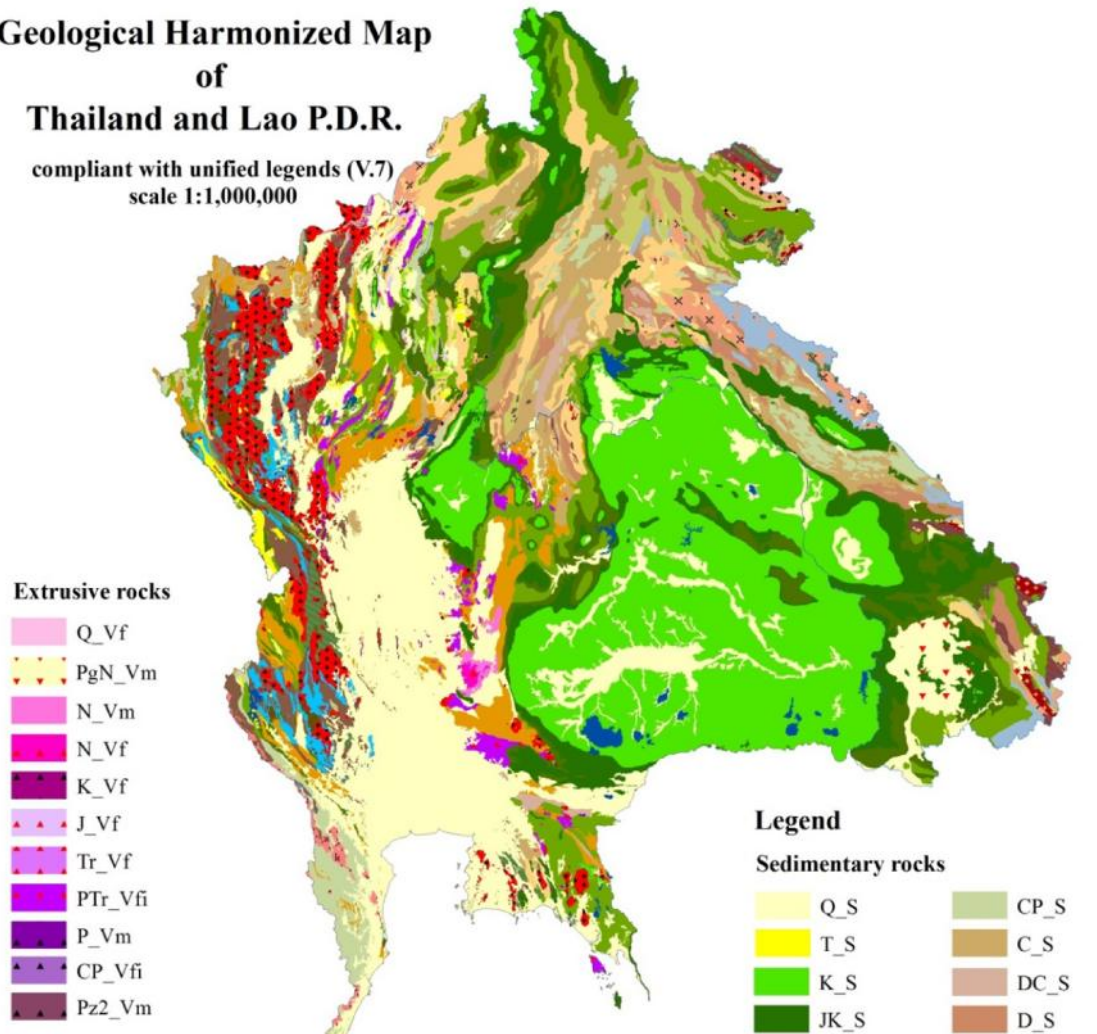 Geological Harmonized Map
of
Thailand and Lao P.D.R.
compliant with unified legends (V.7)
scale 1:1,000,000
Extrusive rocks
Q_Vf
PgN_Vm
N_Vm
N_Vf
K_Vf
J_Vf
Tr_Vf
PTr_Vfi
P_Vm
CP_Vfi
Pz2_Vm
Legend
Sedimentary rocks
Q_S
T_S
K_S
JK_S
CP_S
C_S
DC_S
D_S